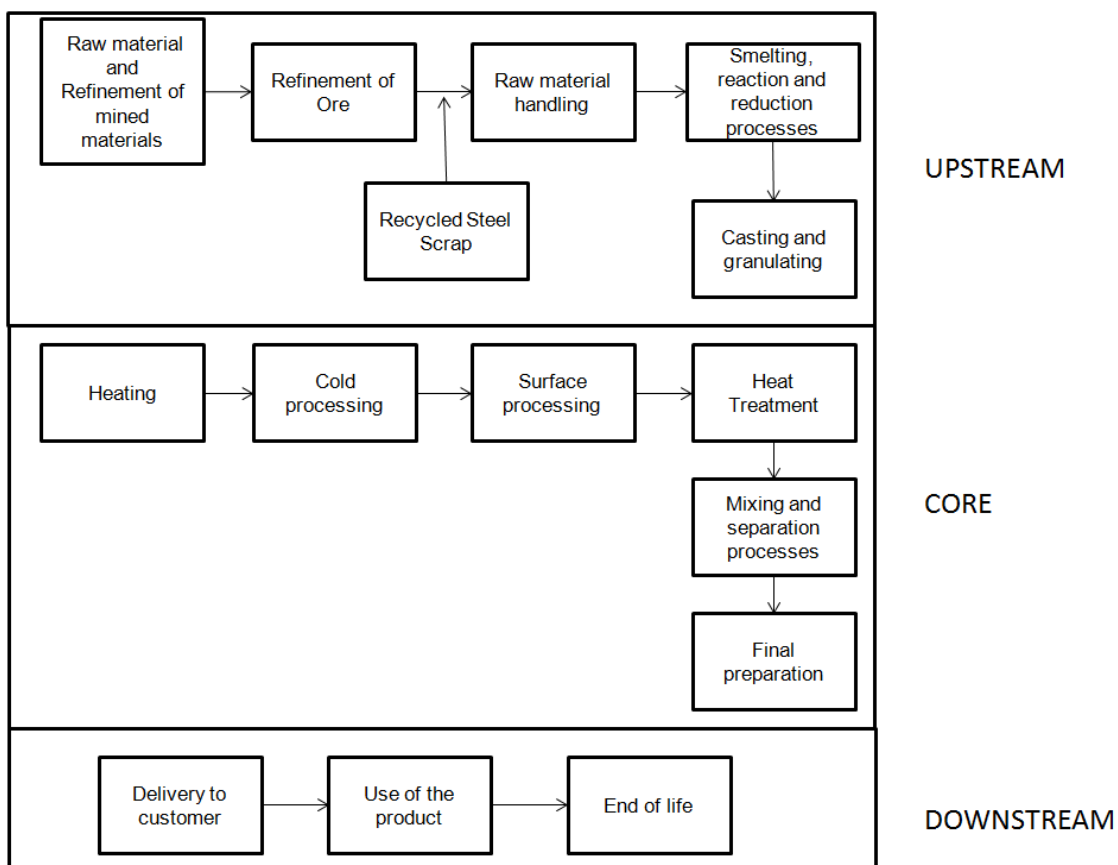 Raw material
and
Refinement of
mined
materials
Refinement of
Ore
Raw material
handling
Smelting,
reaction and
reduction
processes
UPSTREAM
Recycled Steel
Scrap
Casting and
granulating
Heating
Cold
processing
Surface
processing
Heat
Treatment
CORE
Mixing and
separation
processes
Final
preparation
Delivery to
customer
Use of the
product
End of life
DOWNSTREAM